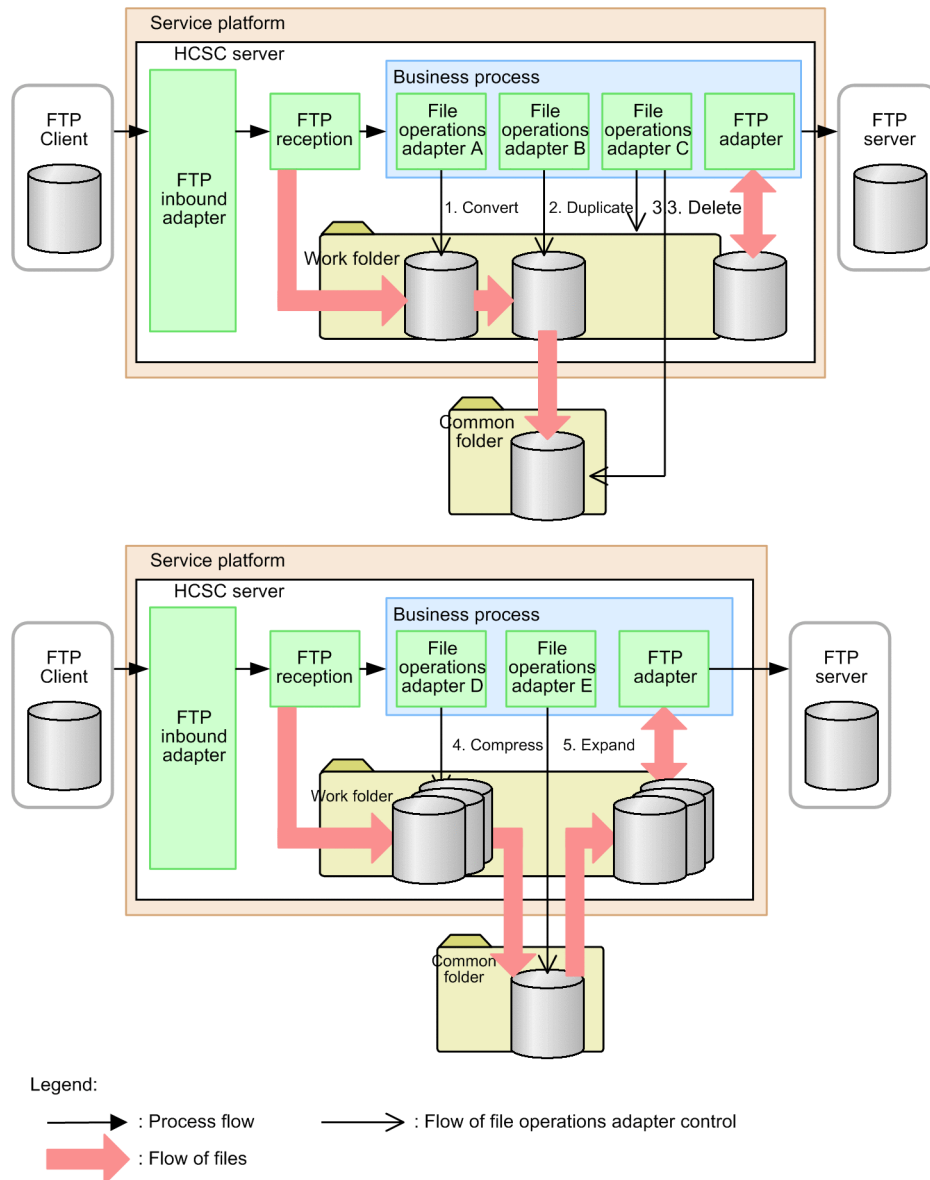 Service platform
HCSC server
Business process
FTP
Client
FTP
inbound
adapter
FTP
reception
File
operations
adapter A
File
operations
adapter B
File
operations
adapter C
FTP
adapter
FTP
server
1. Convert
2. Duplicate
3.3. Delete
Work folder
Common
folder
Service platform
HCSC server
Business process
FTP
Client
FTP
inbound
adapter
FTP
reception
File
operations
adapter D
File
operations
adapter E
FTP
adapter
FTP
server
4. Compress
5. Expand
Work folder
Common
folder
Legend:
: Process flow
: Flow of file operations adapter control
: Flow of files